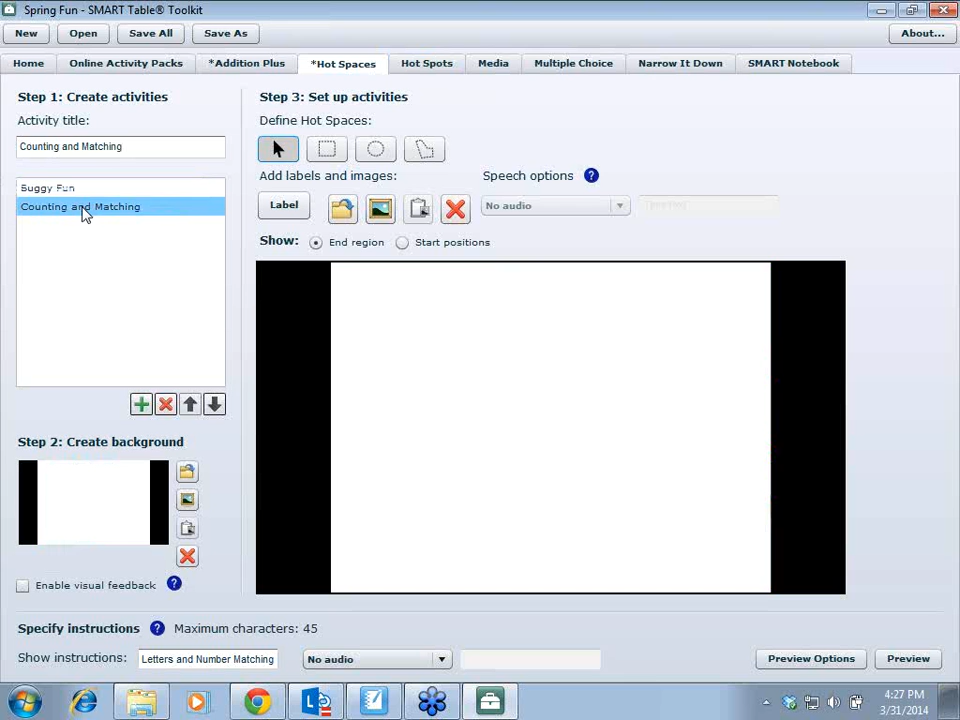 Spring Fun - SMART Table® Toolkit
New Open Save All Save As About...
Home Online Activity Packs *Addition Plus *Hot Spaces Hot Spots Media Multiple Choice Narrow It Down SMART Notebook
Step 1: Create activities
Activity title:
Counting and Matching
Buggy Fun
Counting and Matching
Step 2: Create background
Enable visual feedback ?
Step 3: Set up activities
Define Hot Spaces:
Add labels and images: Speech options ?
Label No audio
Show: End region Start positions
Specify instructions ? Maximum characters: 45
Show instructions: Letters and Number Matching No audio Preview Options Preview
4:27 PM
3/31/2014